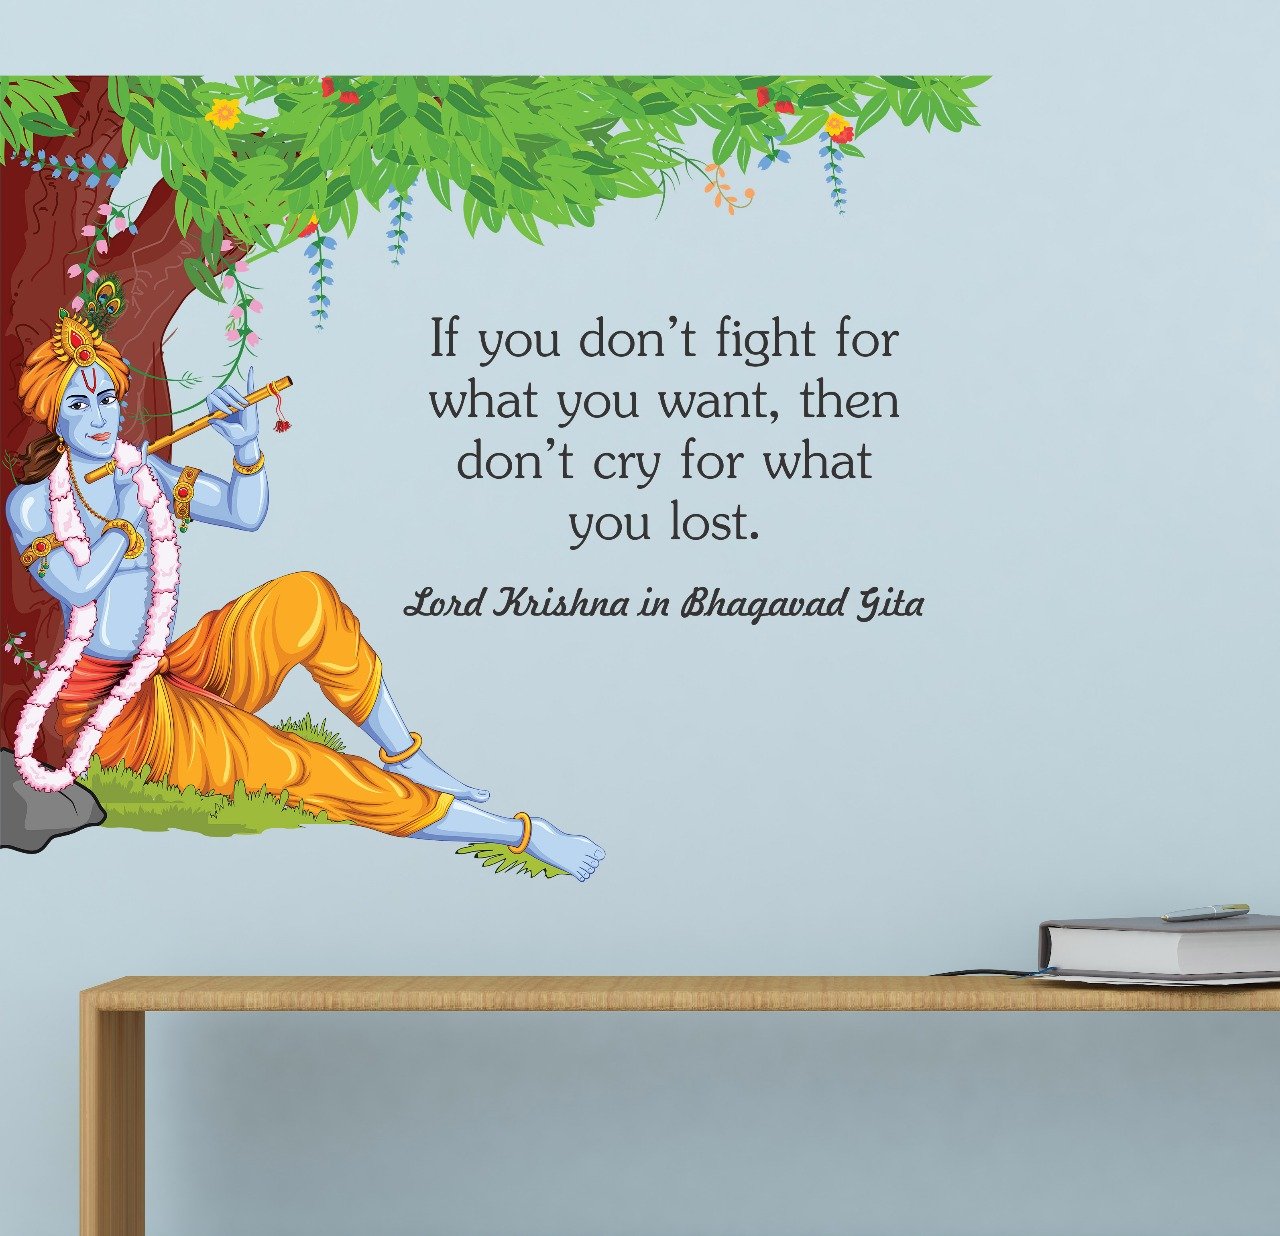 If you don’t fight for
what you want, then
don’t cry for what
you lost.
Lord Krishna in Bhagavad Gita